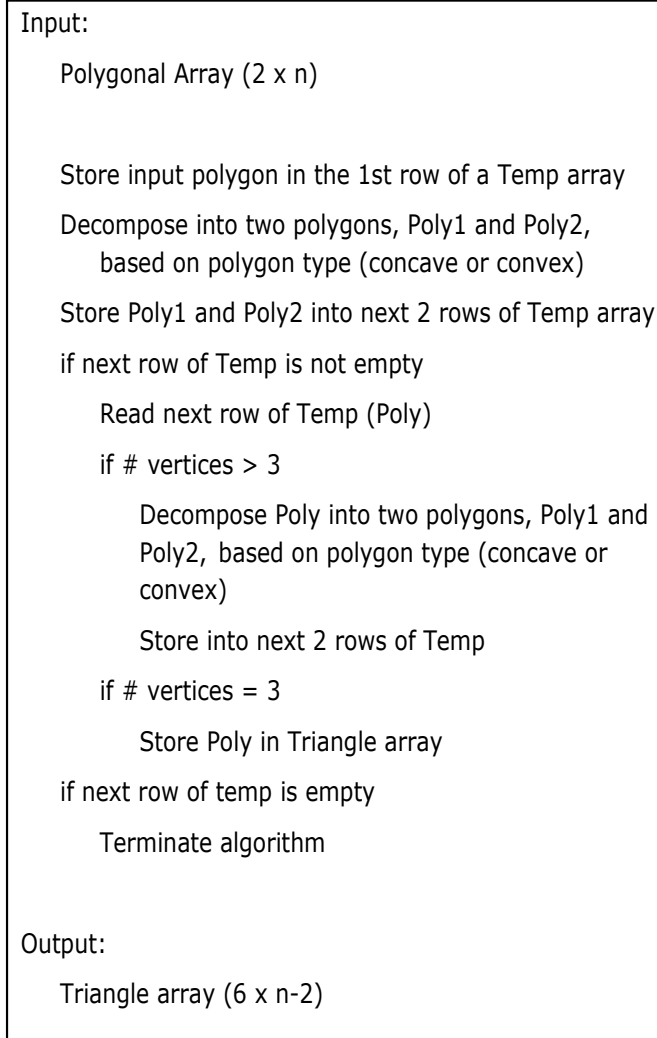 Input:
Polygonal Array (2 x n)
Store input polygon in the 1st row of a Temp array
Decompose into two polygons, Poly1 and Poly2,
based on polygon type (concave or convex)
Store Poly1 and Poly2 into next 2 rows of Temp array
if next row of Temp is not empty
Read next row of Temp (Poly)
if # vertices > 3
Decompose Poly into two polygons, Poly1 and
Poly2, based on polygon type (concave or
convex)
Store into next 2 rows of Temp
if # vertices = 3
Store Poly in Triangle array
if next row of temp is empty
Terminate algorithm
Output:
Triangle array (6 x n-2)